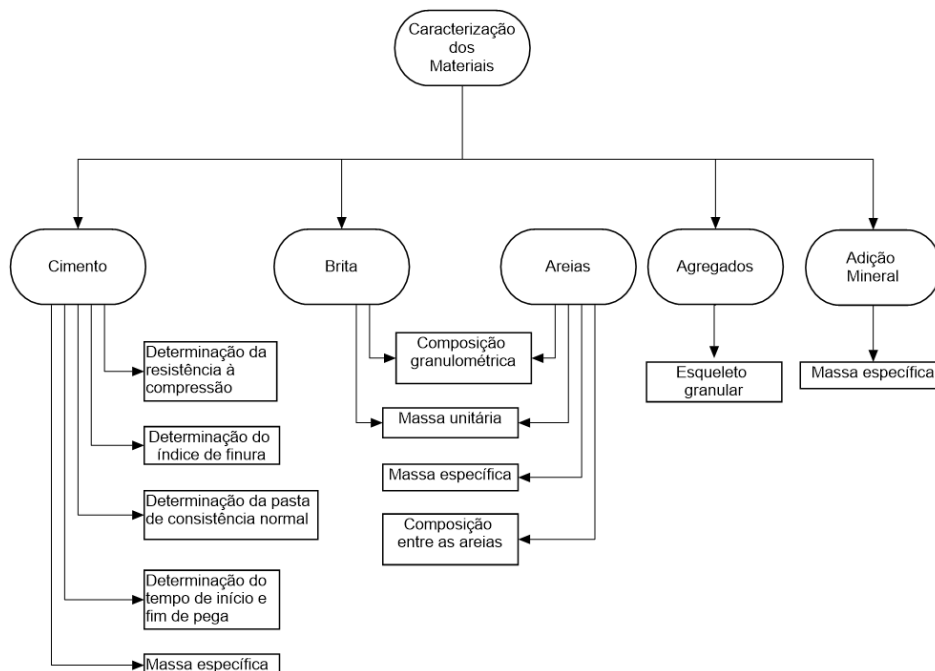 Caracterização
dos
Materiais
Cimento
Brita
Areias
Agregados
Adição
Mineral
Determinação da
resistência à
compressão
Determinação do
índice de finura
Determinação da pasta
de consistência normal
Determinação do
tempo de início e
fim de pega
Massa específica
Composição
granulométrica
Massa unitária
Massa específica
Composição
entre as areias
Esqueleto
granular
Massa específica